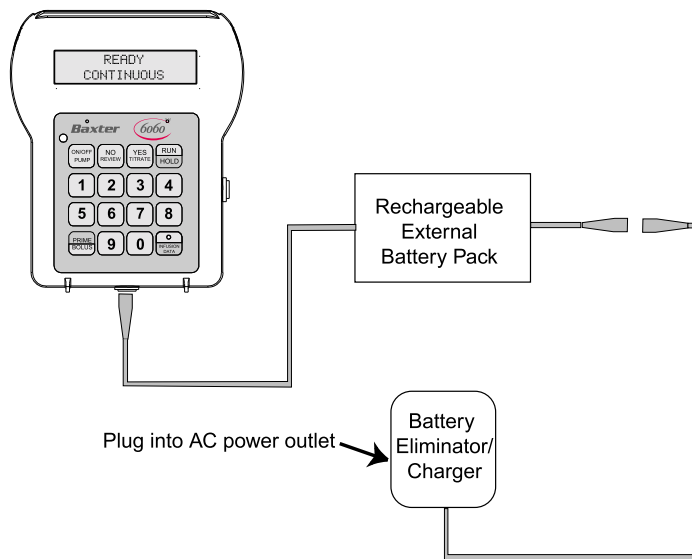 READY
CONTINUOUS
Baxter 6060
ON/OFF PUMP
NO REVIEW
YES TITRATE
RUN HOLD
1 2 3 4
5 6 7 8
PRIME BOLUS
9 0
INFUSION DATA
Rechargeable
External
Battery Pack
Plug into AC power outlet
Battery
Eliminator/
Charger